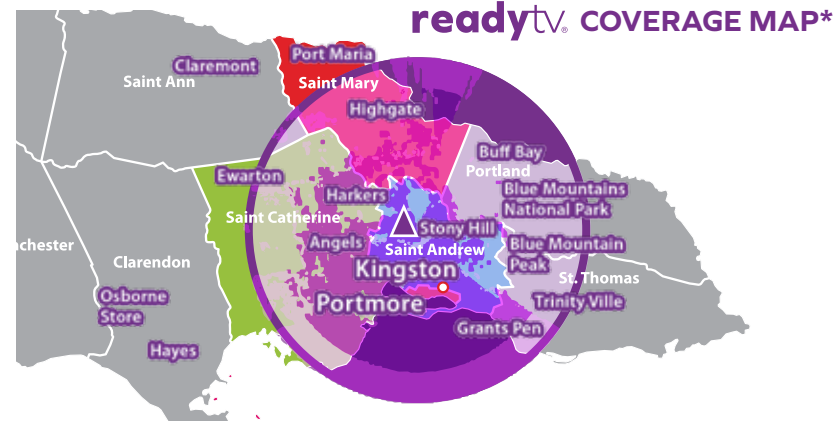 readytv® COVERAGE MAP*
Port Maria
Claremont
Saint Ann
Saint Mary
Highgate
Buff Bay
Portland
Ewarton
Harkers
Blue Mountains
National Park
Saint Catherine
Stony Hill
Angels
Saint Andrew
Blue Mountain
Peak
nchester
Clarendon
Kingston
St. Thomas
Osborne
Store
Portmore
Trinity Ville
Grants Pen
Hayes